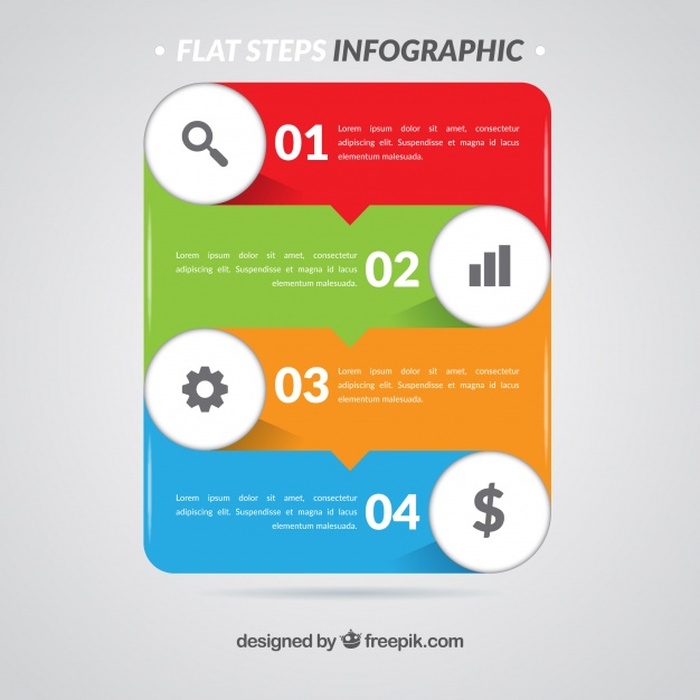 • FLAT STEPS INFOGRAPHIC •
01
Lorem ipsum dolor sit amet, consectetur
adipiscing elit. Suspendisse et magna id lacus
elementum malesuada.
Lorem ipsum dolor sit amet, consectetur
adipiscing elit. Suspendisse et magna id lacus
elementum malesuada.
02
03
Lorem ipsum dolor sit amet, consectetur
adipiscing elit. Suspendisse et magna id lacus
elementum malesuada.
Lorem ipsum dolor sit amet, consectetur
adipiscing elit. Suspendisse et magna id lacus
elementum malesuada.
04
$
designed by freepik.com